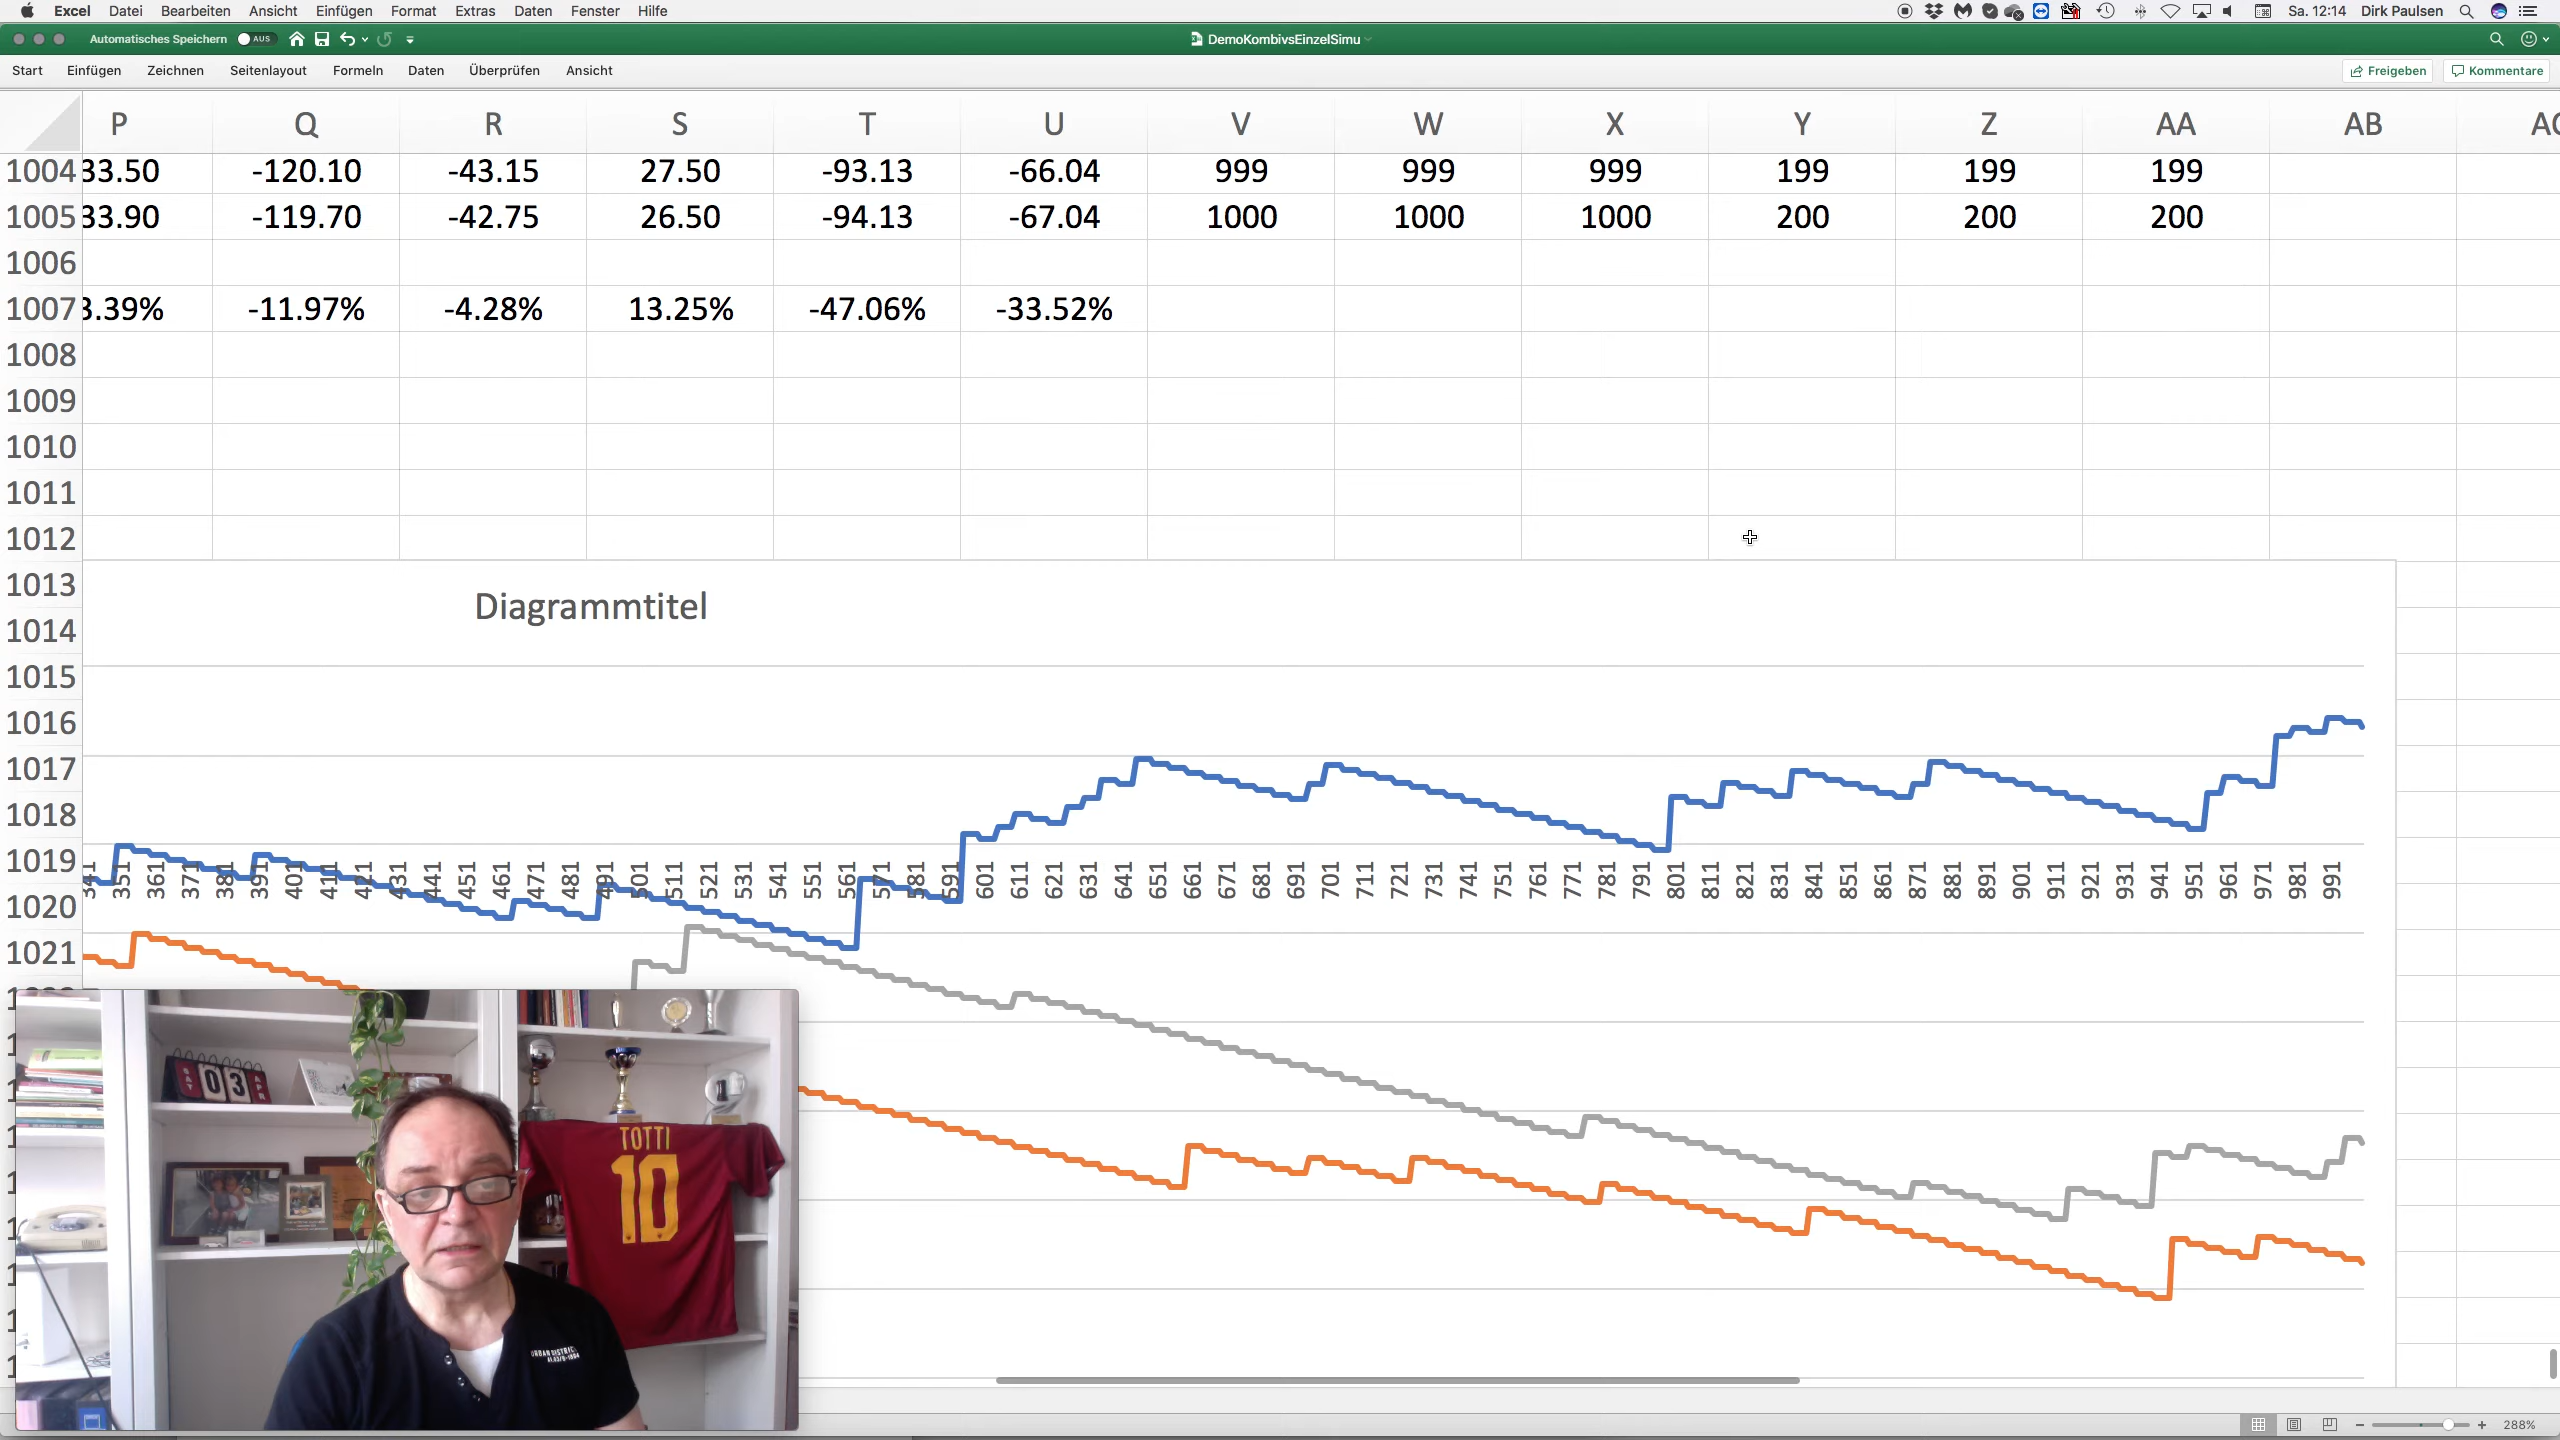 Excel Datei Bearbeiten Ansicht Einfügen Format Extras Daten Fenster Hilfe Sa. 12:14 Dirk Paulsen
Automatisches Speichern AUS DemoKombivsEinzelSimu
Start Einfügen Zeichnen Seitenlayout Formeln Daten Überprüfen Ansicht Freigeben Kommentare
P Q R S T U V W X Y Z AA AB
1004 33.50 -120.10 -43.15 27.50 -93.13 -66.04 999 999 999 199 199 199
1005 33.90 -119.70 -42.75 26.50 -94.13 -67.04 1000 1000 1000 200 200 200
1006
1007 3.39% -11.97% -4.28% 13.25% -47.06% -33.52%
1008
1009
1010
1011
1012
1013
Diagrammtitel
1014
1015
1016
1017
1018
1019
341 351 361 371 381 391 401 411 421 431 441 451 461 471 481 491 501 511 521 531 541 551 561 571 581 591 601 611 621 631 641 651 661 671 681 691 701 711 721 731 741 751 761 771 781 791 801 811 821 831 841 851 861 871 881 891 901 911 921 931 941 951 961 971 981 991
1020
1021
SAT 03 APR
TOTTI
10
288%